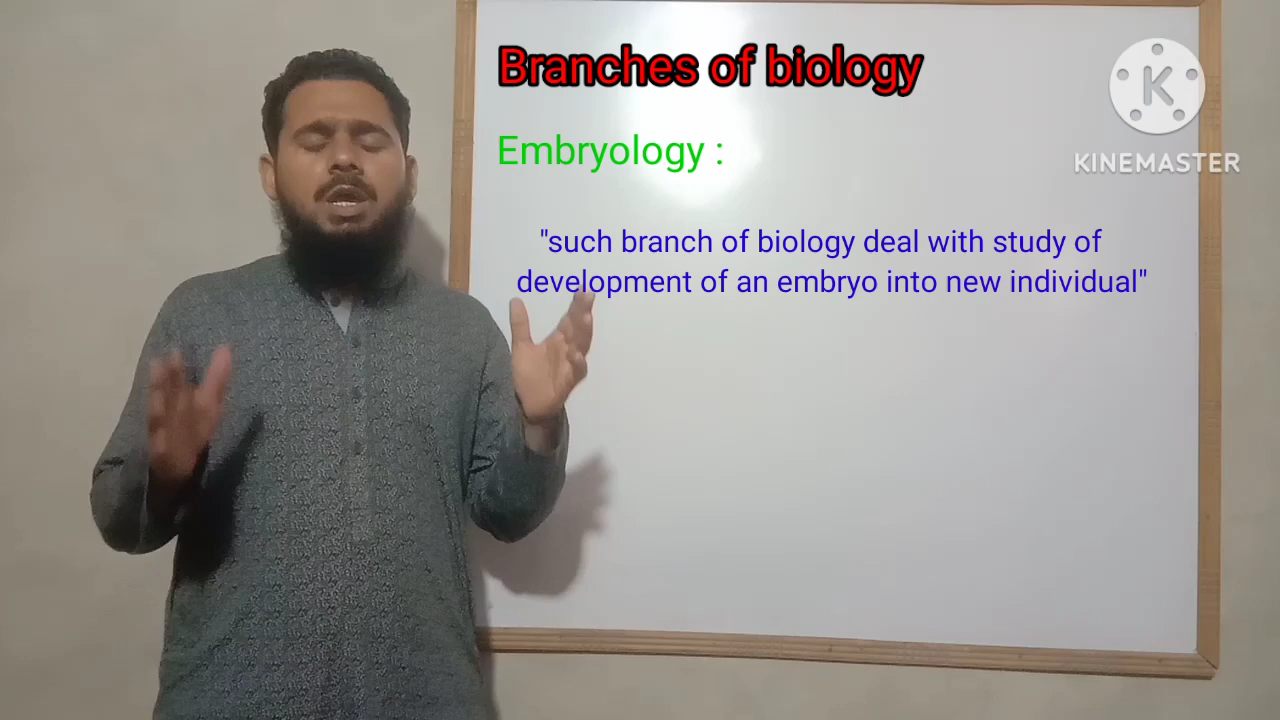 Branches of biology
KINEMASTER
Embryology :
"such branch of biology deal with study of
development of an embryo into new individual"